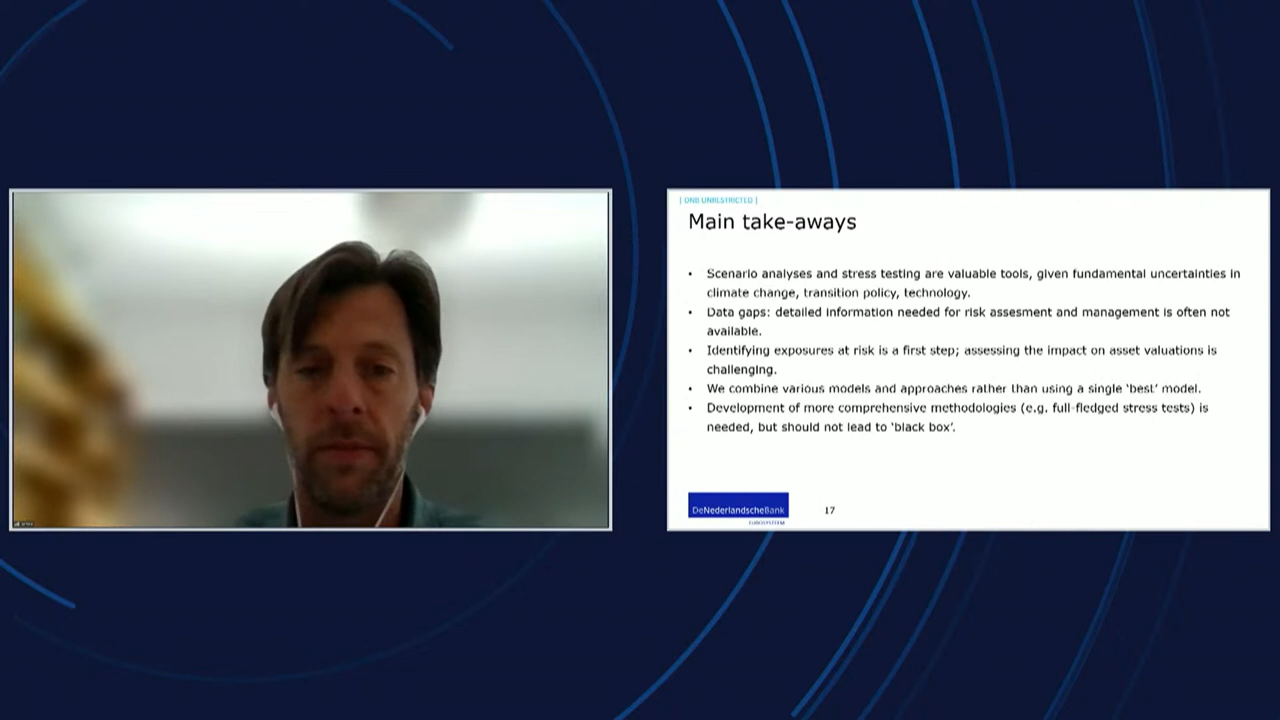 [ DNB UNRESTRICTED ]
Main take-aways
• Scenario analyses and stress testing are valuable tools, given fundamental uncertainties in
climate change, transition policy, technology.
• Data gaps: detailed information needed for risk assesment and management is often not
available.
• Identifying exposures at risk is a first step; assessing the impact on asset valuations is
challenging.
• We combine various models and approaches rather than using a single ‘best’ model.
• Development of more comprehensive methodologies (e.g. full-fledged stress tests) is
needed, but should not lead to ‘black box’.
DeNederlandscheBank
EUROSYSTEEM
17